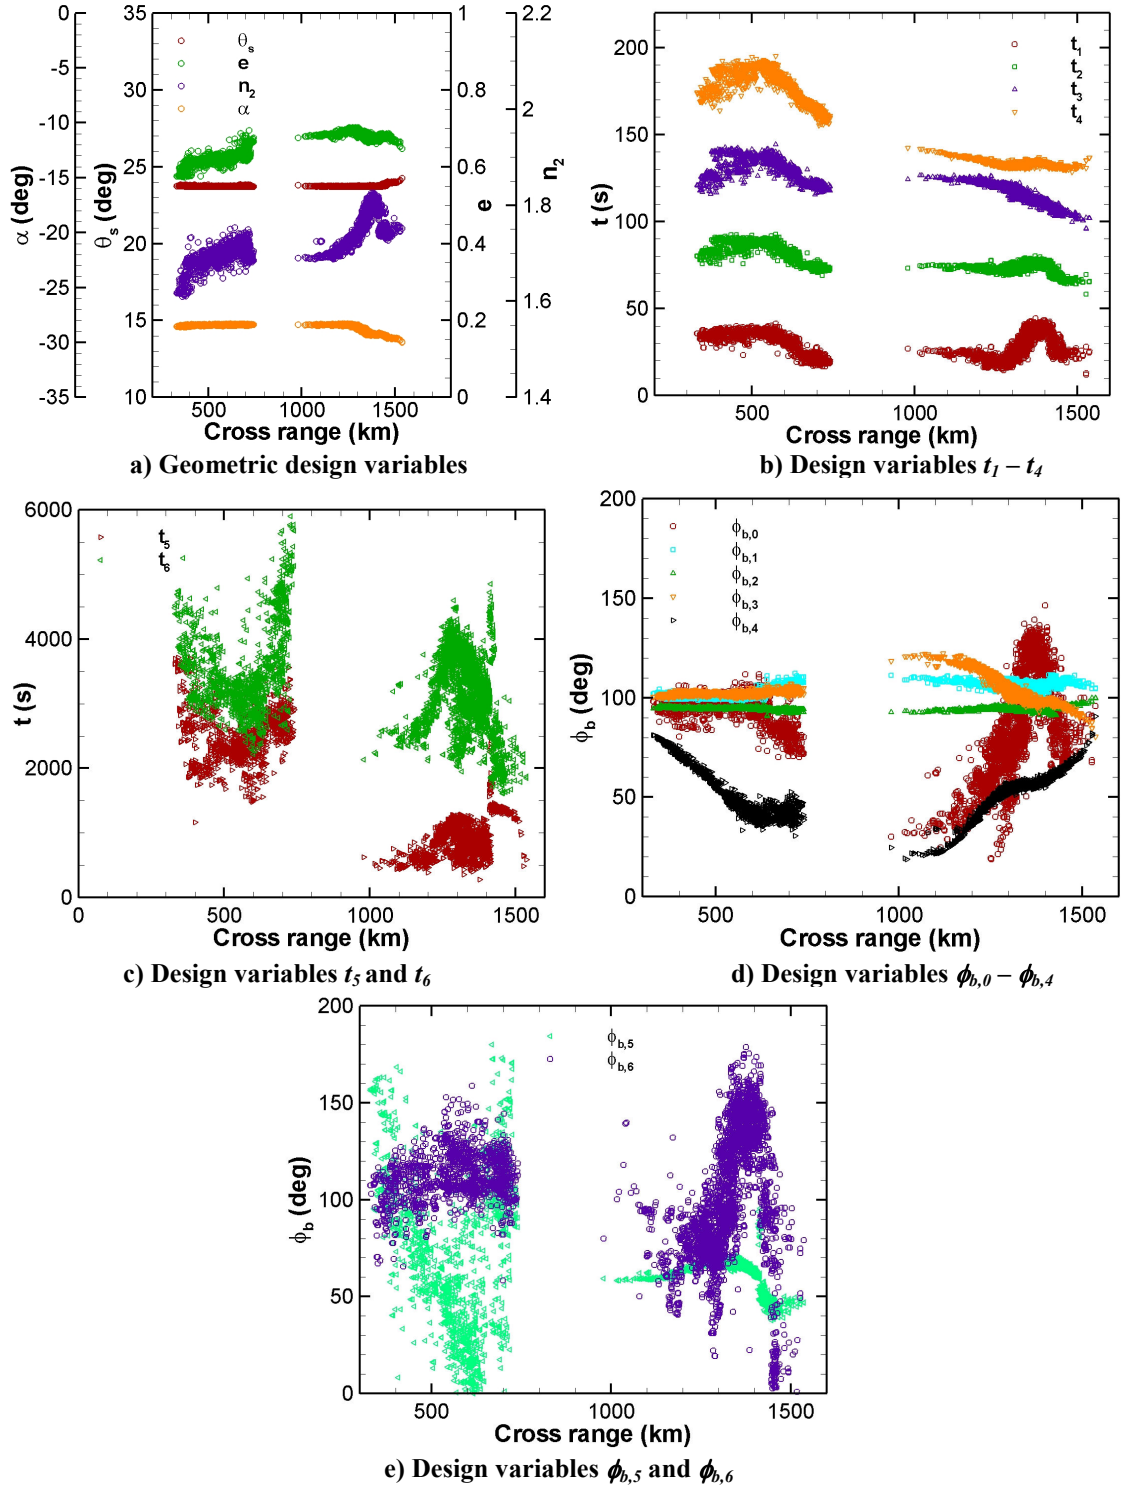 0
-5
-10
-15
-20
-25
-30
-35
α (deg)
35
30
25
20
15
10
θs (deg)
θs
e
n2
α
1
0.8
0.6
0.4
0.2
0
e
2.2
2
1.8
1.6
1.4
n2
500 1000 1500
Cross range (km)
a) Geometric design variables
200
150
100
50
0
t (s)
t1
t2
t3
t4
500 1000 1500
Cross range (km)
b) Design variables t1 – t4
6000
4000
2000
0
t (s)
t5
t6
0 500 1000 1500
Cross range (km)
c) Design variables t5 and t6
200
150
100
50
0
ϕb (deg)
ϕb,0
ϕb,1
ϕb,2
ϕb,3
ϕb,4
500 1000 1500
Cross range (km)
d) Design variables ϕb,0 – ϕb,4
200
150
100
50
0
ϕb (deg)
ϕb,5
ϕb,6
500 1000 1500
Cross range (km)
e) Design variables ϕb,5 and ϕb,6